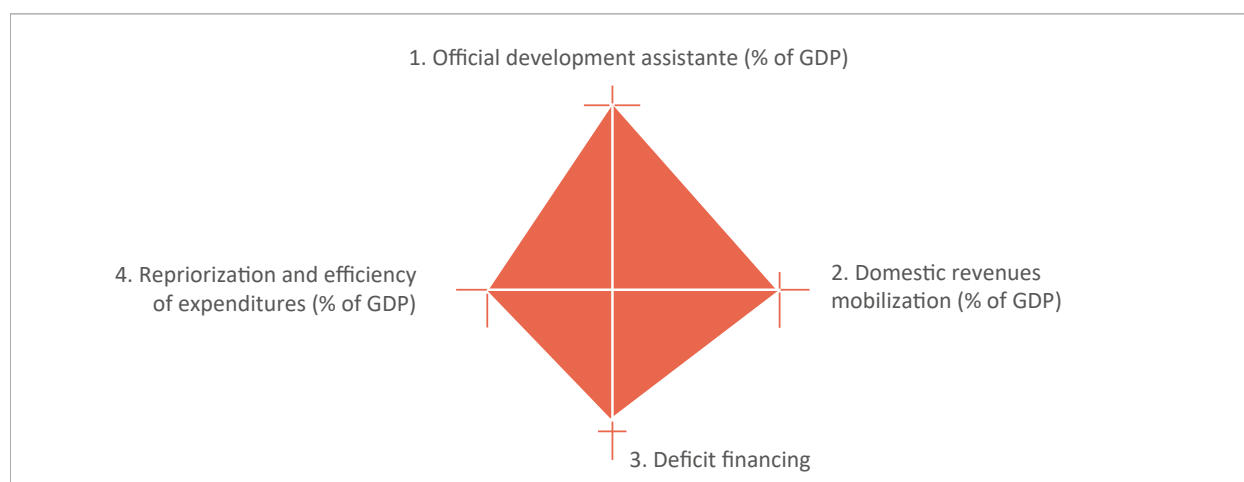 1. Official development assistante (% of GDP)
2. Domestic revenues
mobilization (% of GDP)
4. Repriorization and efficiency
of expenditures (% of GDP)
3. Deficit financing